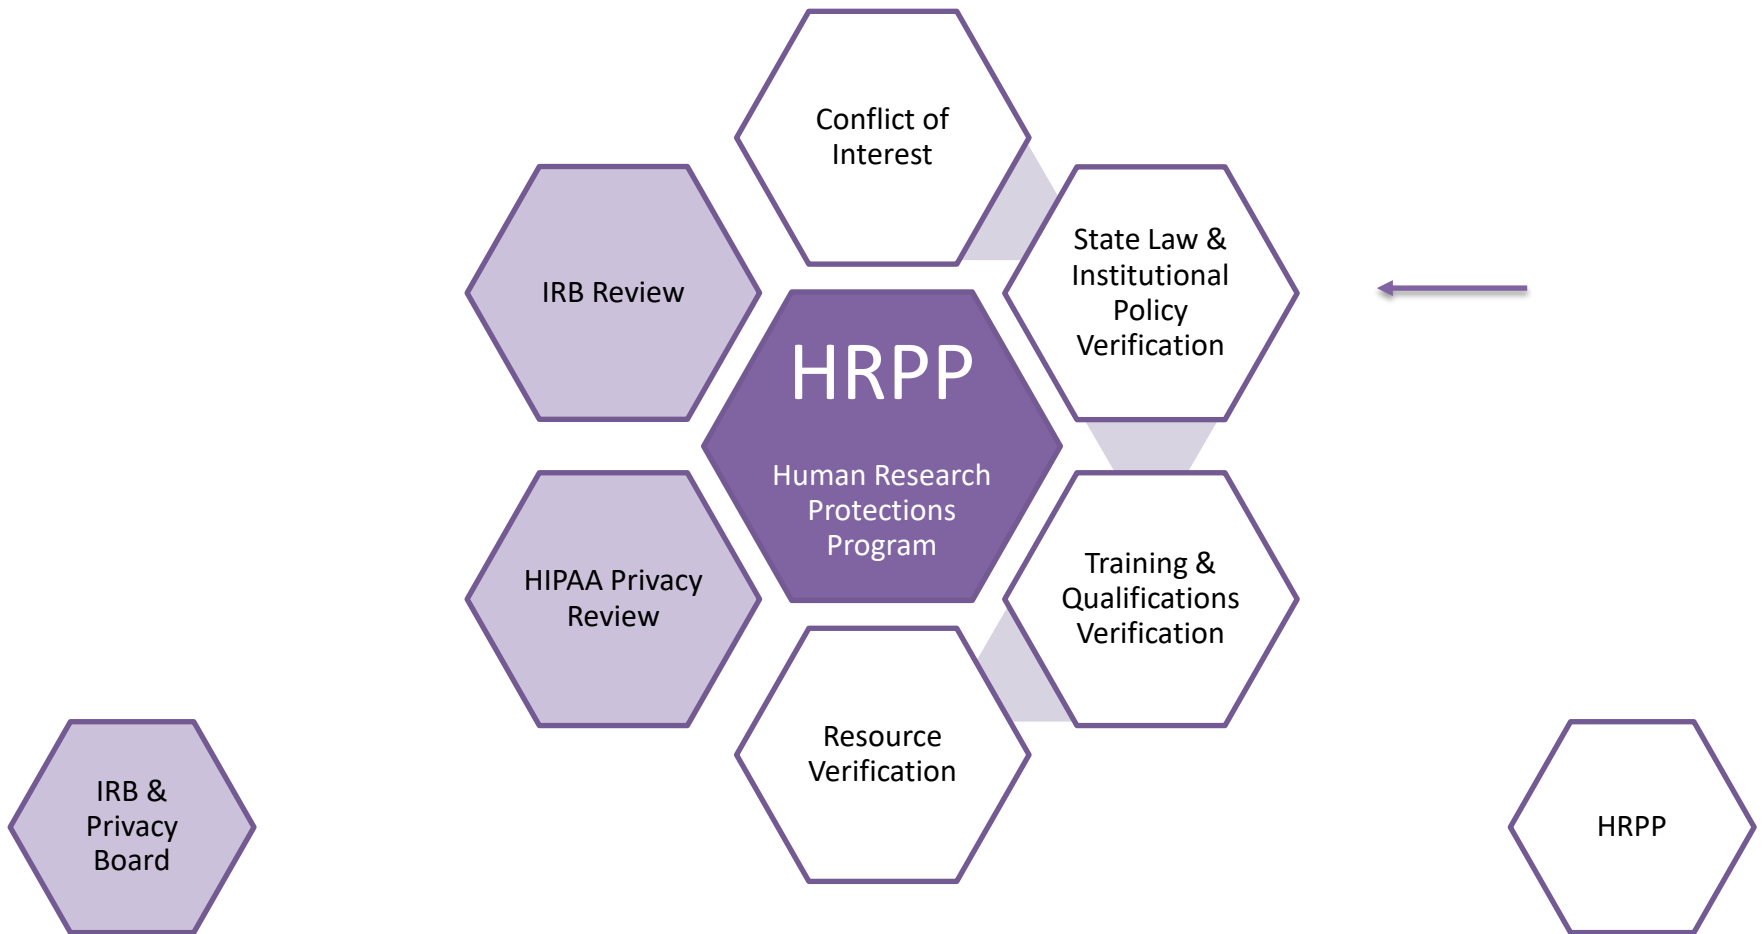 Conflict of
Interest
State Law &
Institutional
Policy
Verification
IRB Review
HRPP
Human Research
Protections
Program
Training &
Qualifications
Verification
HIPAA Privacy
Review
Resource
Verification
IRB &
Privacy
Board
HRPP